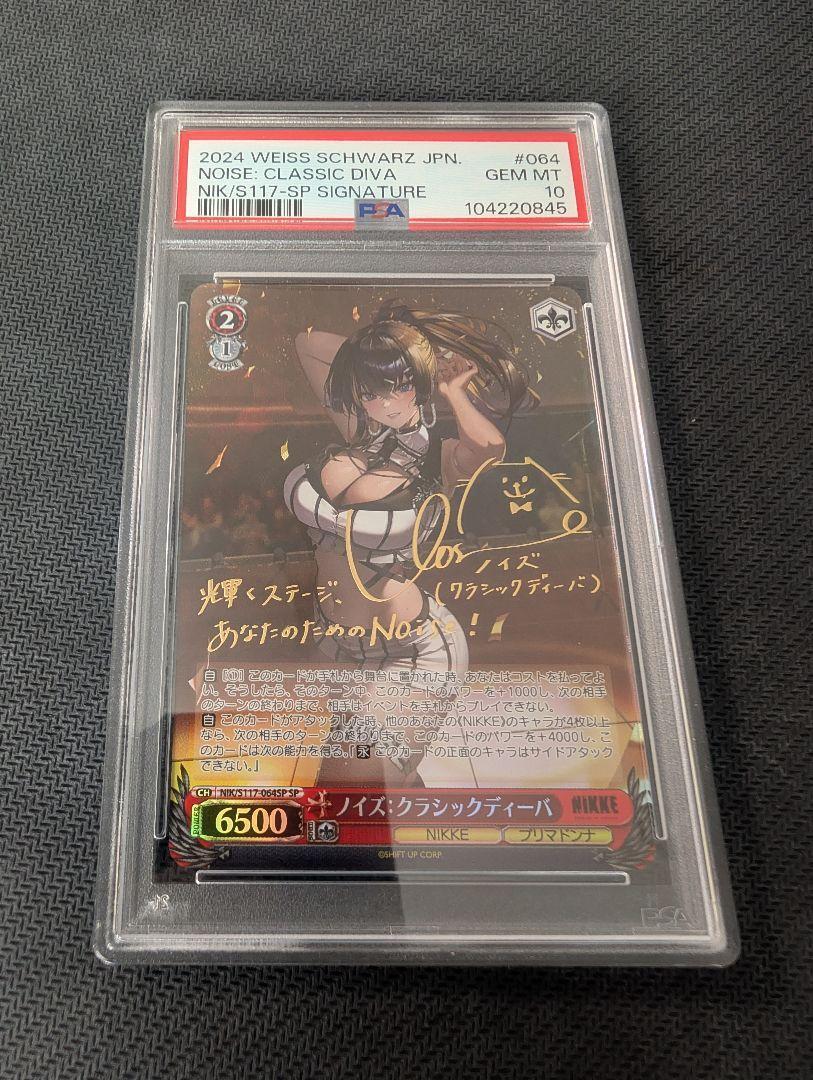 2024 WEISS SCHWARZ JPN. #064
NOISE: CLASSIC DIVA GEM MT
NIK/S117-SP SIGNATURE 10
PSA 104220845
2
1
COST
ノイズ
(クラシックディーバ)
輝くステージ、
あなたのためのNoise!
自 【①】 このカードが手札から舞台に置かれた時、あなたはコストを払ってよ
い。そうしたら、そのターン中、このカードのパワーを+1000し、次の相手
のターンの終わりまで、相手はイベントを手札からプレイできない。
自 このカードがアタックした時、他のあなたの《NIKKE》のキャラが4枚以上
なら、次の相手のターンの終わりまで、このカードのパワーを+4000し、こ
のカードは次の能力を得る。『永 このカードの正面のキャラはサイドアタック
できない。』
CH NIK/S117-064SP SP
ノイズ:クラシックディーバ NIKKE
POWER 6500 NIKKE プリマドンナ
©SHIFT UP CORP.
PSA